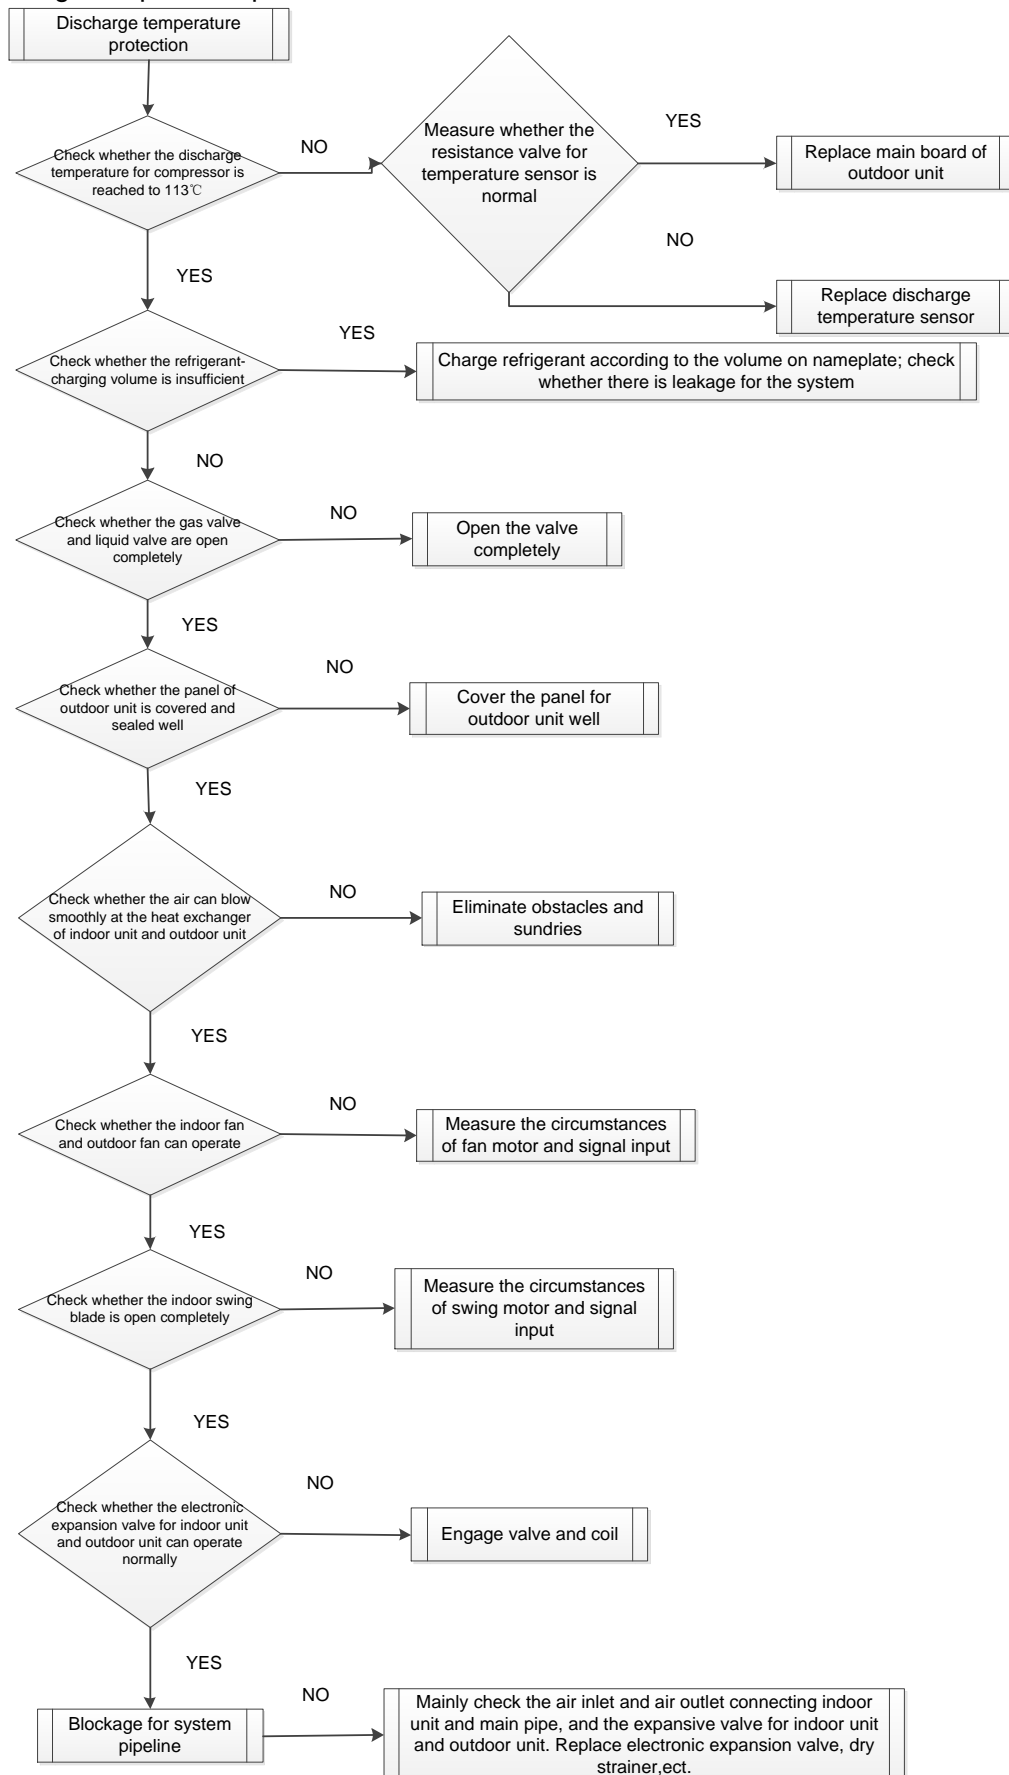 Discharge temperature
protection
Check whether the discharge
temperature for compressor is
reached to 113℃
NO
Measure whether the
resistance valve for
temperature sensor is
normal
YES
Replace main board of
outdoor unit
NO
Replace discharge
temperature sensor
YES
Check whether the refrigerant-
charging volume is insufficient
YES
Charge refrigerant according to the volume on nameplate; check
whether there is leakage for the system
NO
Check whether the gas valve
and liquid valve are open
completely
NO
Open the valve
completely
YES
Check whether the panel of
outdoor unit is covered and
sealed well
NO
Cover the panel for
outdoor unit well
YES
Check whether the air can blow
smoothly at the heat exchanger
of indoor unit and outdoor unit
NO
Eliminate obstacles and
sundries
YES
Check whether the indoor fan
and outdoor fan can operate
NO
Measure the circumstances
of fan motor and signal input
YES
Check whether the indoor swing
blade is open completely
NO
Measure the circumstances
of swing motor and signal
input
YES
Check whether the electronic
expansion valve for indoor unit
and outdoor unit can operate
normally
NO
Engage valve and coil
YES
Blockage for system
pipeline
NO
Mainly check the air inlet and air outlet connecting indoor
unit and main pipe, and the expansive valve for indoor unit
and outdoor unit. Replace electronic expansion valve, dry
strainer,ect.